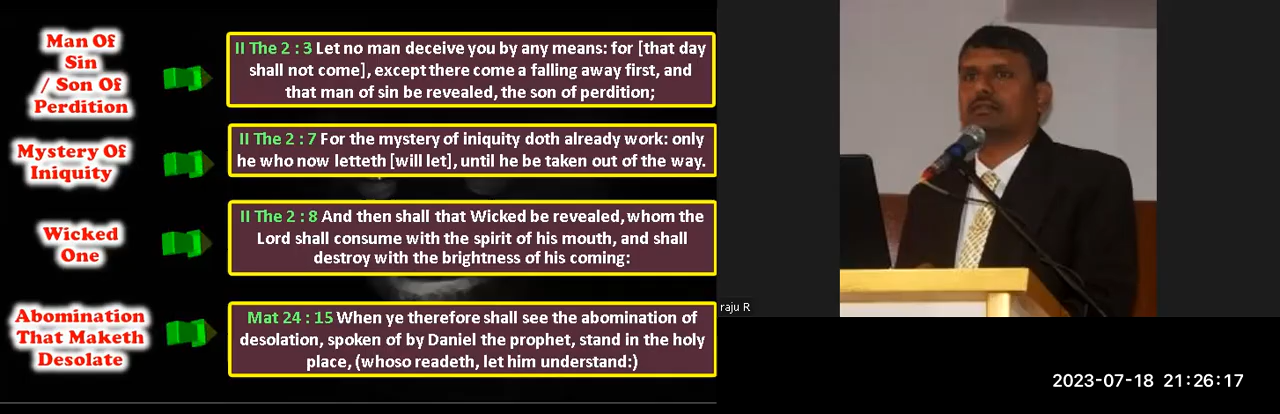 Man Of
Sin
/ Son Of
Perdition
II The 2 : 3 Let no man deceive you by any means: for [that day
shall not come], except there come a falling away first, and
that man of sin be revealed, the son of perdition;
Mystery Of
Iniquity
II The 2 : 7 For the mystery of iniquity doth already work: only
he who now letteth [will let], until he be taken out of the way.
Wicked
One
II The 2 : 8 And then shall that Wicked be revealed, whom the
Lord shall consume with the spirit of his mouth, and shall
destroy with the brightness of his coming:
Abomination
That Maketh
Desolate
Mat 24 : 15 When ye therefore shall see the abomination of
desolation, spoken of by Daniel the prophet, stand in the holy
place, (whoso readeth, let him understand:)
raju R
2023-07-18 21:26:17